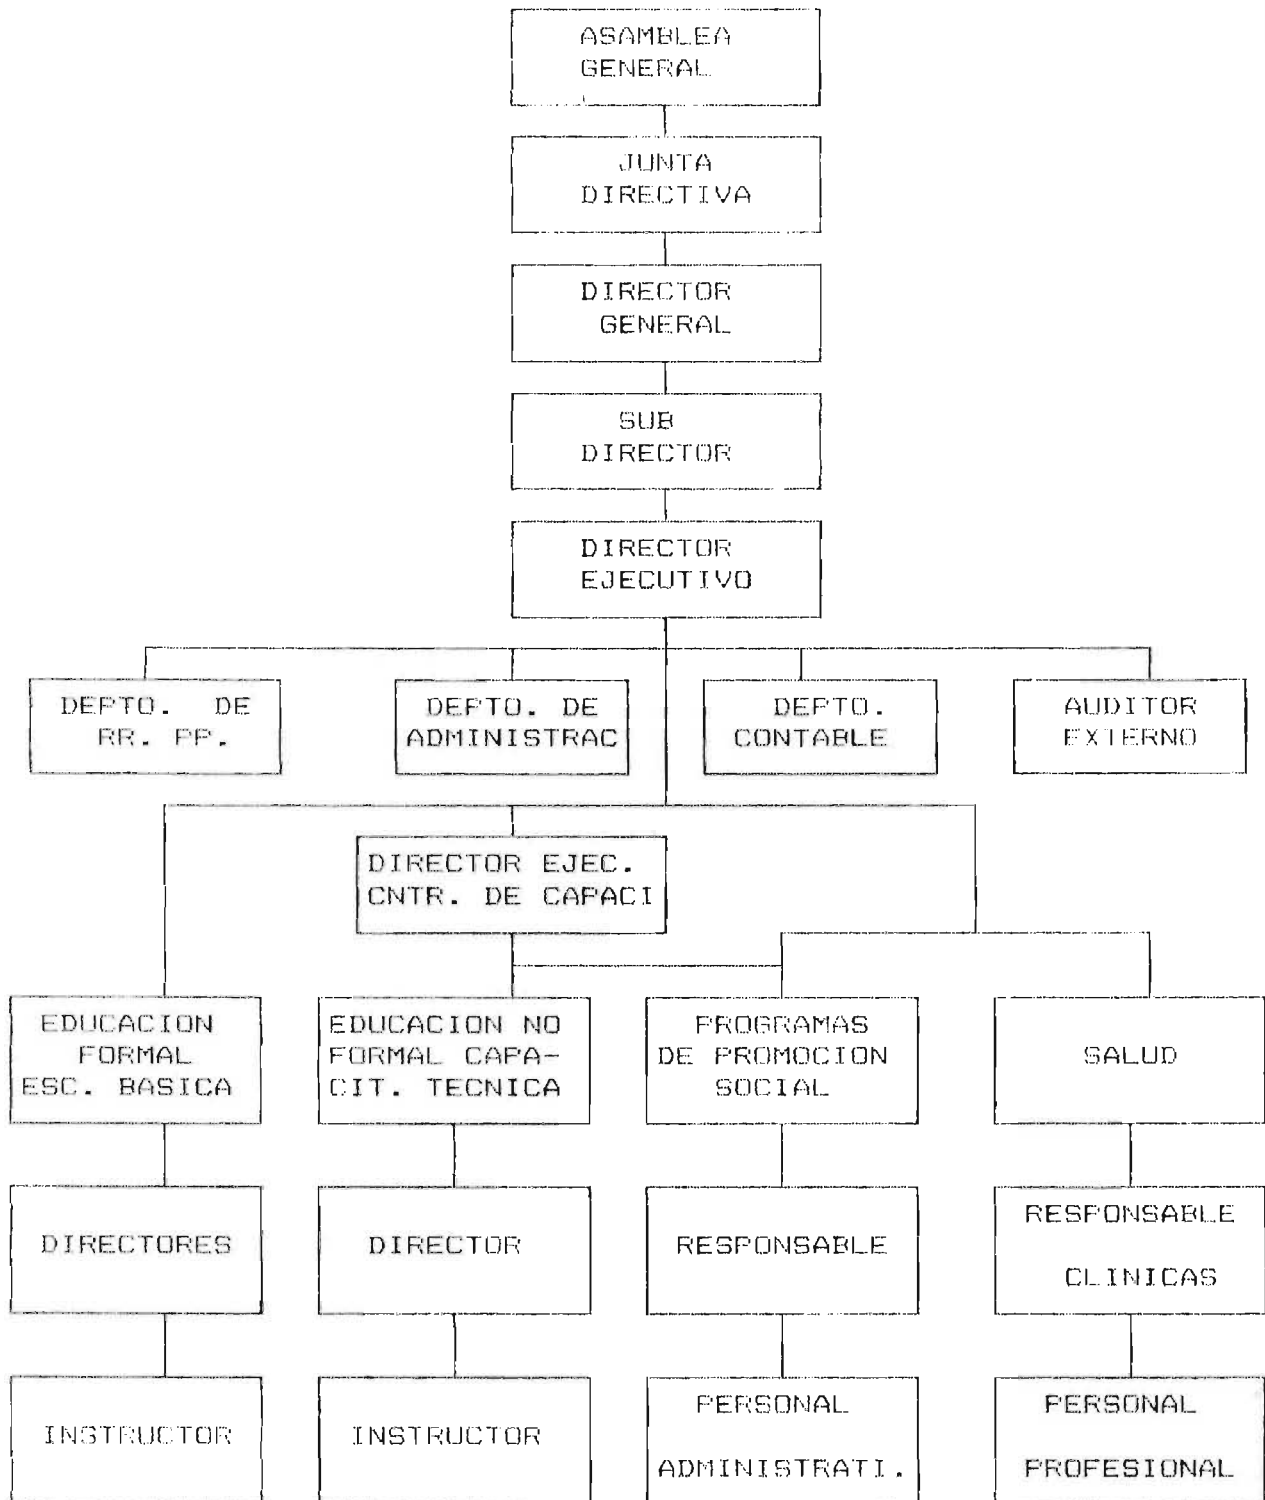 ASAMBLEA
GENERAL
JUNTA
DIRECTIVA
DIRECTOR
GENERAL
SUB
DIRECTOR
DIRECTOR
EJECUTIVO
DEPTO. DE
RR. PP.
DEPTO. DE
ADMINISTRAC
DEPTO.
CONTABLE
AUDITOR
EXTERNO
DIRECTOR EJEC.
CNTR. DE CAPACI
EDUCACION
FORMAL
ESC. BASICA
EDUCACION NO
FORMAL CAPA-
CIT. TECNICA
PROGRAMAS
DE PROMOCION
SOCIAL
SALUD
DIRECTORES
DIRECTOR
RESPONSABLE
RESPONSABLE
CLINICAS
INSTRUCTOR
INSTRUCTOR
PERSONAL
ADMINISTRATI.
PERSONAL
PROFESIONAL